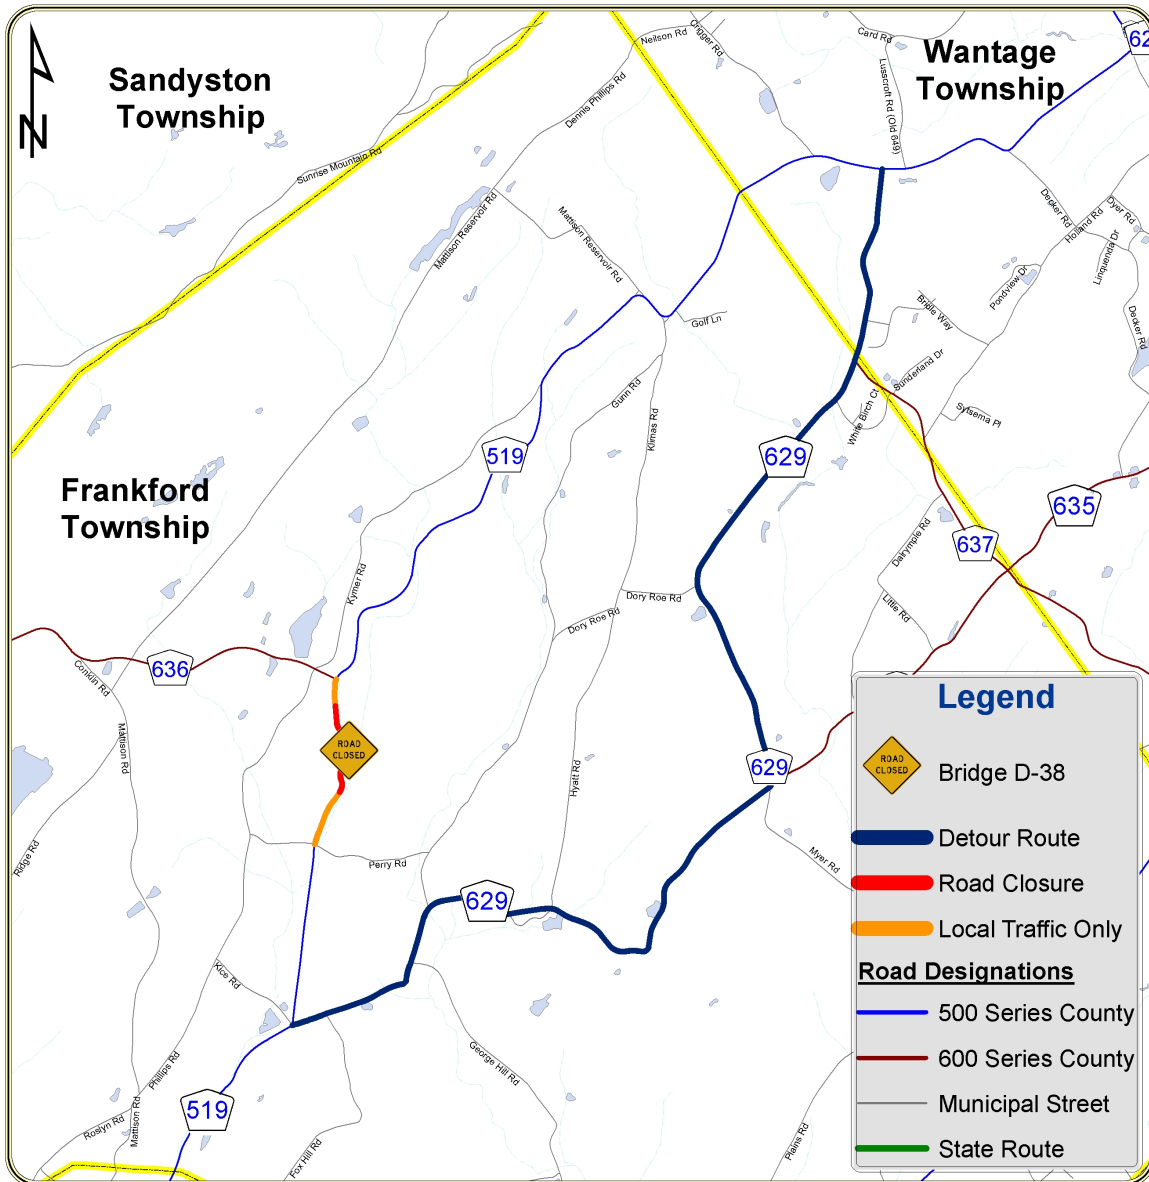 N
Sandyston
Township
Wantage
Township
Frankford
Township
Neilson Rd
Crigger Rd
Card Rd
Lusscroft Rd (Old 649)
Dennis Phillips Rd
Sunrise Mountain Rd
Mattison Reservoir Rd
Mattison Reservoir Rd
Decker Rd
Holland Rd
Dyer Rd
Linquenda Dr
Pondview Dr
Decker Rd
Bridle Way
Golf Ln
Sunderland Dr
White Birch Ct
Sytsema Pl
Gunn Rd
Klimas Rd
519
629
635
637
Dalrymple Rd
Little Rd
Kymer Rd
Dory Roe Rd
Dory Roe Rd
636
Conklin Rd
Mattison Rd
ROAD
CLOSED
Hyatt Rd
629
Ridge Rd
Perry Rd
Myer Rd
629
Kice Rd
George Hill Rd
Phillips Rd
519
Roslyn Rd
Mattison Rd
Fox Hill Rd
Plains Rd
Legend
ROAD
CLOSED
Bridge D-38
Detour Route
Road Closure
Local Traffic Only
Road Designations
500 Series County
600 Series County
Municipal Street
State Route